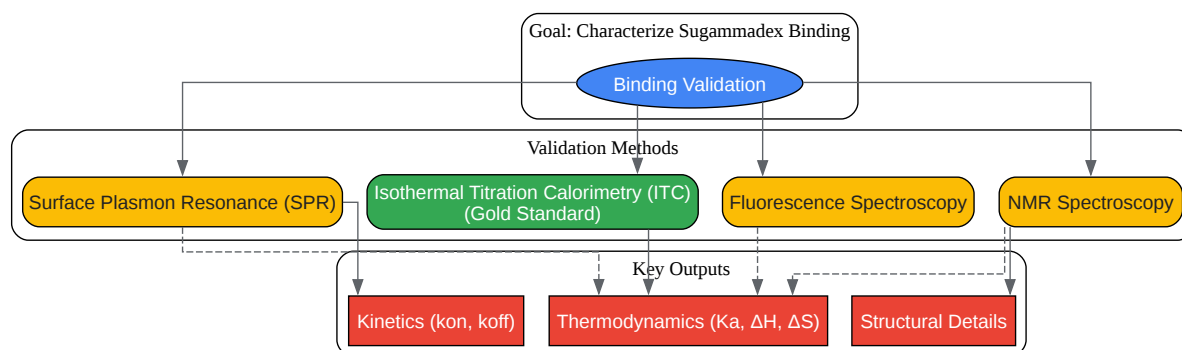 Goal: Characterize Sugammadex Binding
Binding Validation
Validation Methods
Surface Plasmon Resonance (SPR)
Isothermal Titration Calorimetry (ITC)
(Gold Standard)
Fluorescence Spectroscopy
NMR Spectroscopy
Key Outputs
Kinetics (kon, koff)
Thermodynamics (Ka, ΔH, ΔS)
Structural Details